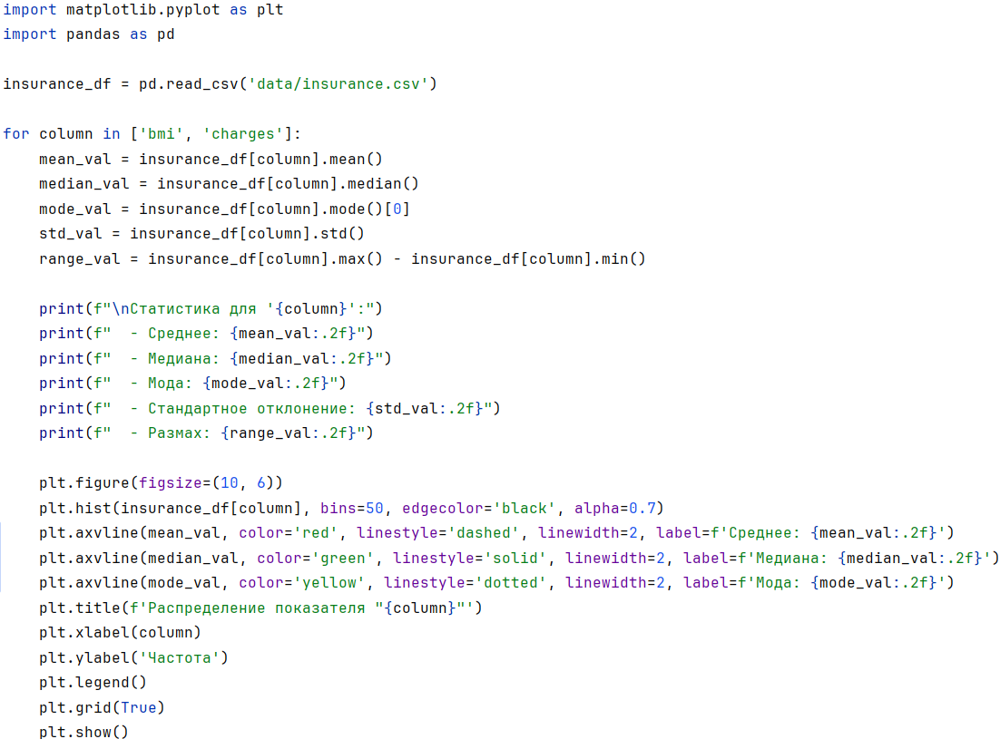 import matplotlib.pyplot as plt
import pandas as pd

insurance_df = pd.read_csv('data/insurance.csv')

for column in ['bmi', 'charges']:
    mean_val = insurance_df[column].mean()
    median_val = insurance_df[column].median()
    mode_val = insurance_df[column].mode()[0]
    std_val = insurance_df[column].std()
    range_val = insurance_df[column].max() - insurance_df[column].min()

    print(f"\nСтатистика для '{column}':")
    print(f"  - Среднее: {mean_val:.2f}")
    print(f"  - Медиана: {median_val:.2f}")
    print(f"  - Мода: {mode_val:.2f}")
    print(f"  - Стандартное отклонение: {std_val:.2f}")
    print(f"  - Размах: {range_val:.2f}")

    plt.figure(figsize=(10, 6))
    plt.hist(insurance_df[column], bins=50, edgecolor='black', alpha=0.7)
    plt.axvline(mean_val, color='red', linestyle='dashed', linewidth=2, label=f'Среднее: {mean_val:.2f}')
    plt.axvline(median_val, color='green', linestyle='solid', linewidth=2, label=f'Медиана: {median_val:.2f}')
    plt.axvline(mode_val, color='yellow', linestyle='dotted', linewidth=2, label=f'Мода: {mode_val:.2f}')
    plt.title(f'Распределение показателя "{column}"')
    plt.xlabel(column)
    plt.ylabel('Частота')
    plt.legend()
    plt.grid(True)
    plt.show()